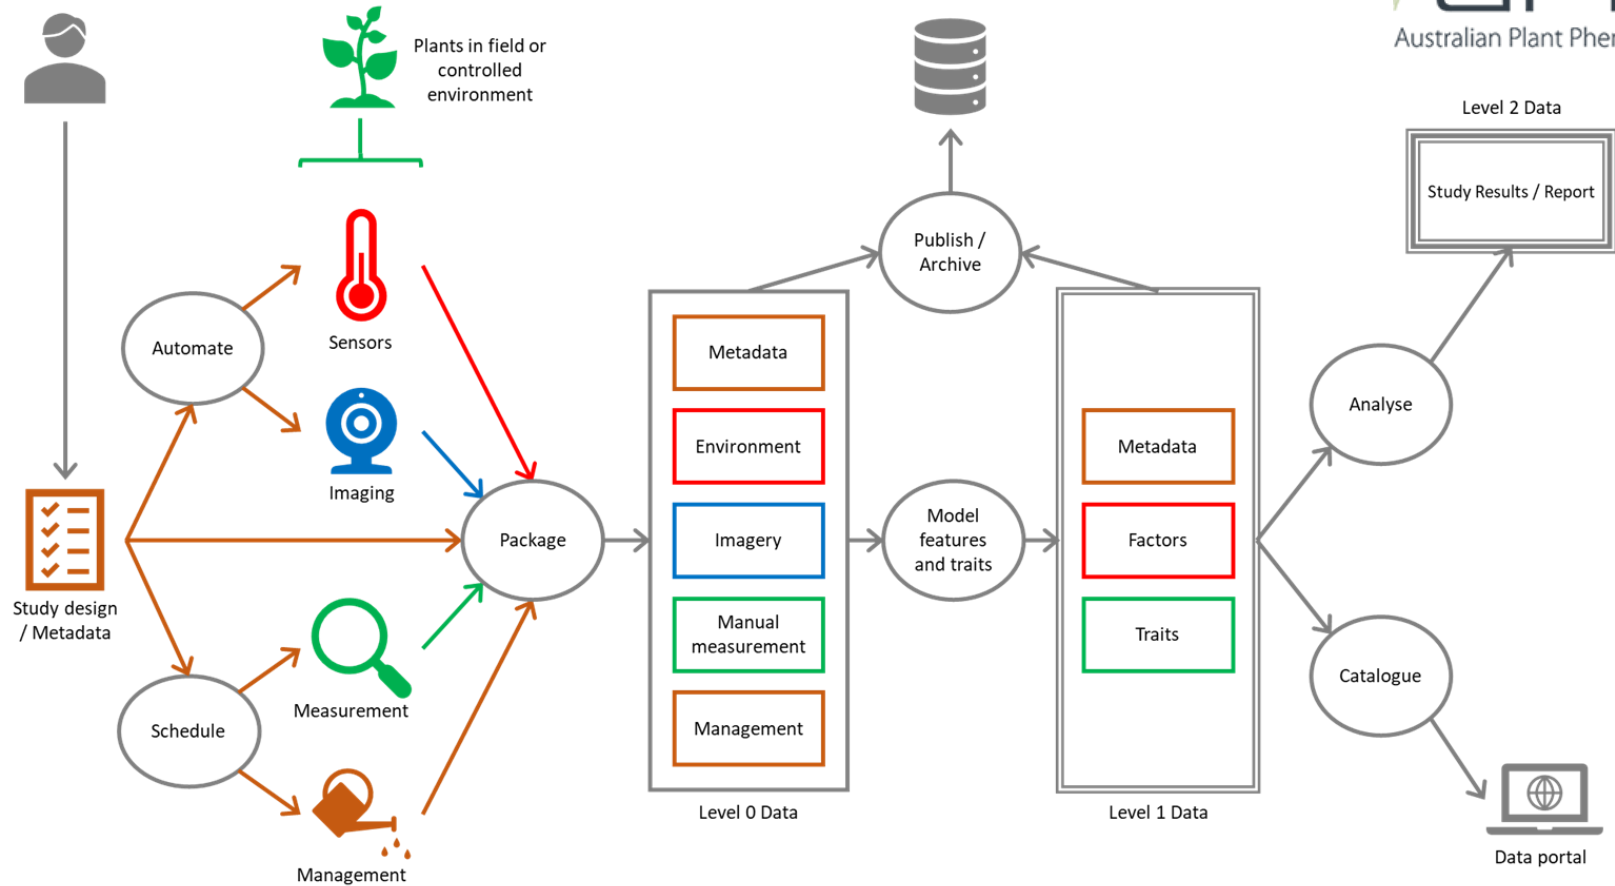 Australian Plant
Plants in field or
controlled
environment
Level 2 Data
Study Results / Report
Publish /
Archive
Sensors
Automate
Imaging
Metadata
Environment
Imagery
Manual
measurement
Management
Level 0 Data
Package
Model
features
and traits
Metadata
Factors
Traits
Level 1 Data
Analyse
Catalogue
Study design
/ Metadata
Schedule
Measurement
Management
Data portal